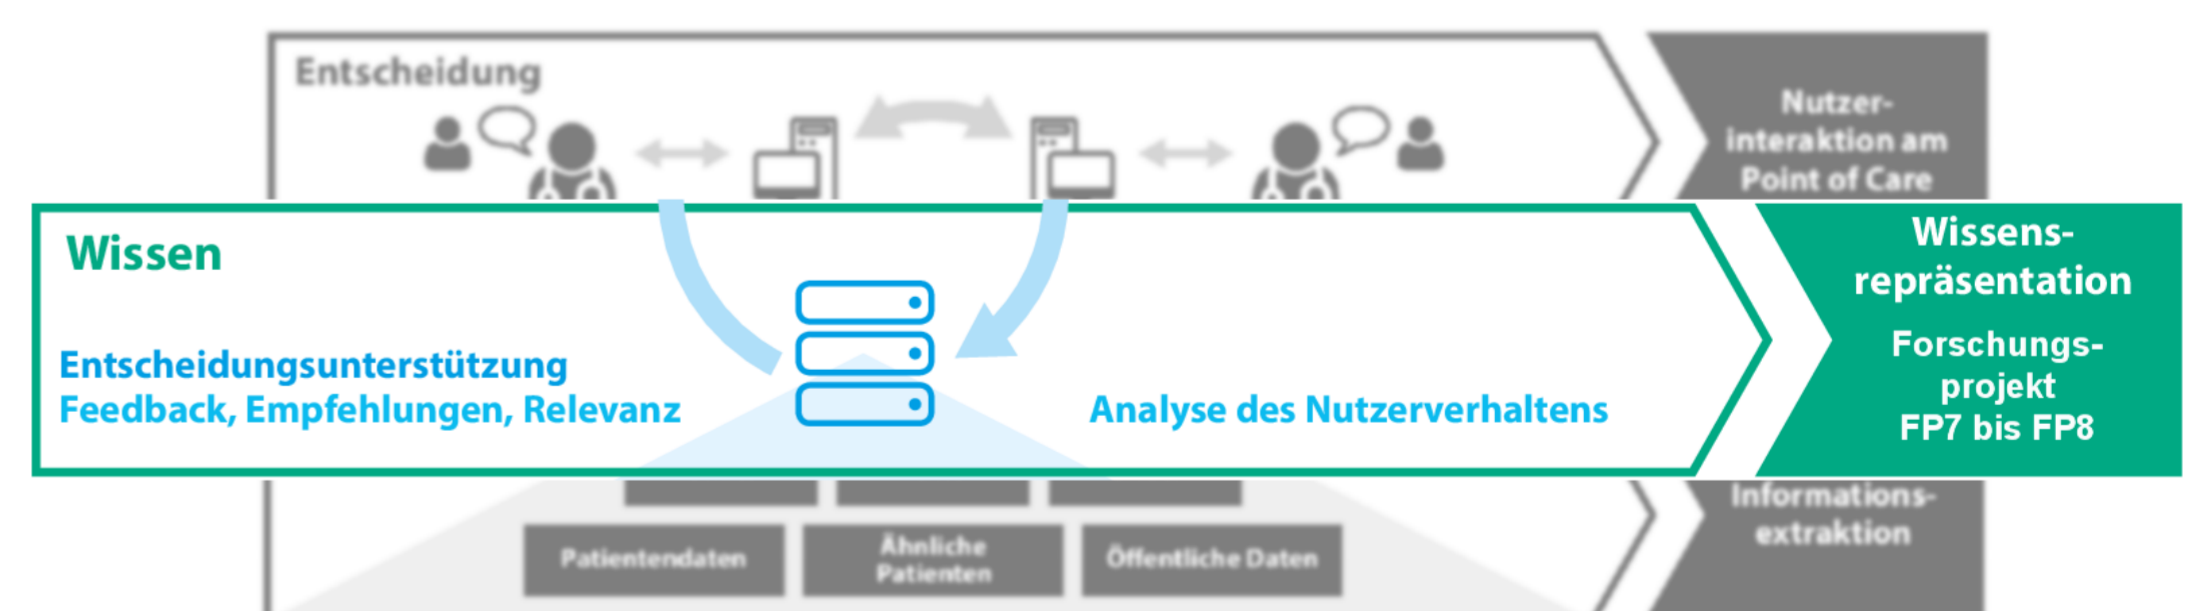 Entscheidung
Nutzer-
interaktion am
Point of Care
Wissen
Entscheidungsunterstützung
Feedback, Empfehlungen, Relevanz
Analyse des Nutzerverhaltens
Wissens-
repräsentation
Forschungs-
projekt
FP7 bis FP8
Informations-
extraktion
Patientendaten
Ähnliche
Patienten
Öffentliche Daten